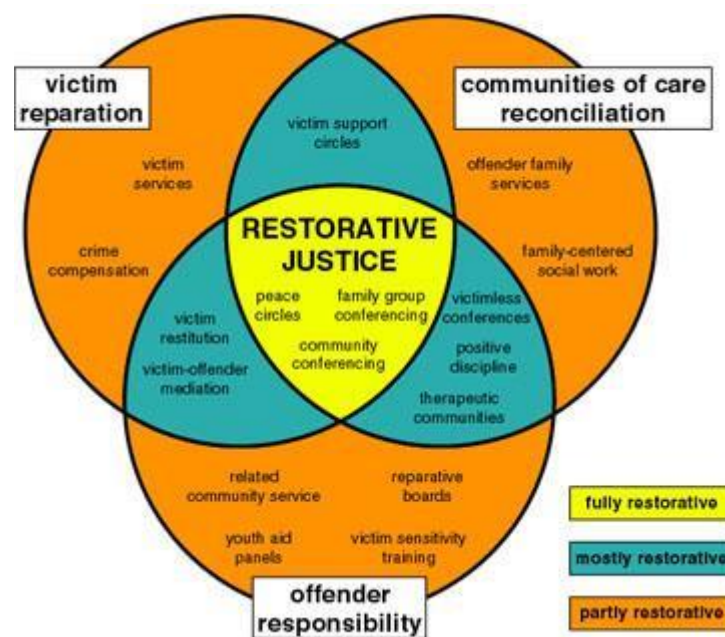 victim
reparation
communities of care
reconciliation
victim support
circles
victim
services
offender family
services
crime
compensation
family-centered
social work
RESTORATIVE
JUSTICE
peace
circles
family group
conferencing
community
conferencing
victim
restitution
victim-offender
mediation
victimless
conferences
positive
discipline
therapeutic
communities
related
community service
reparative
boards
youth aid
panels
victim sensitivity
training
offender
responsibility
fully restorative
mostly restorative
partly restorative